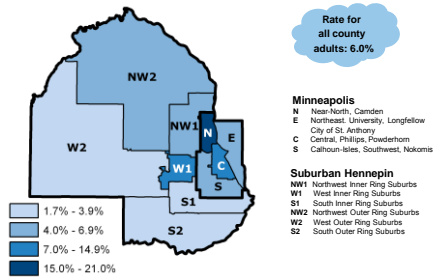 Rate for
all county
adults: 6.0%
NW2
W2
NW1
N
E
W1
C
S
S1
S2
1.7% - 3.9%
4.0% - 6.9%
7.0% - 14.9%
15.0% - 21.0%
Minneapolis
N Near-North, Camden
E Northeast. University, Longfellow
City of St. Anthony
C Central, Phillips, Powderhorn
S Calhoun-Isles, Southwest, Nokomis
Suburban Hennepin
NW1 Northwest Inner Ring Suburbs
W1 West Inner Ring Suburbs
S1 South Inner Ring Suburbs
NW2 Northwest Outer Ring Suburbs
W2 West Outer Ring Suburbs
S2 South Outer Ring Suburbs